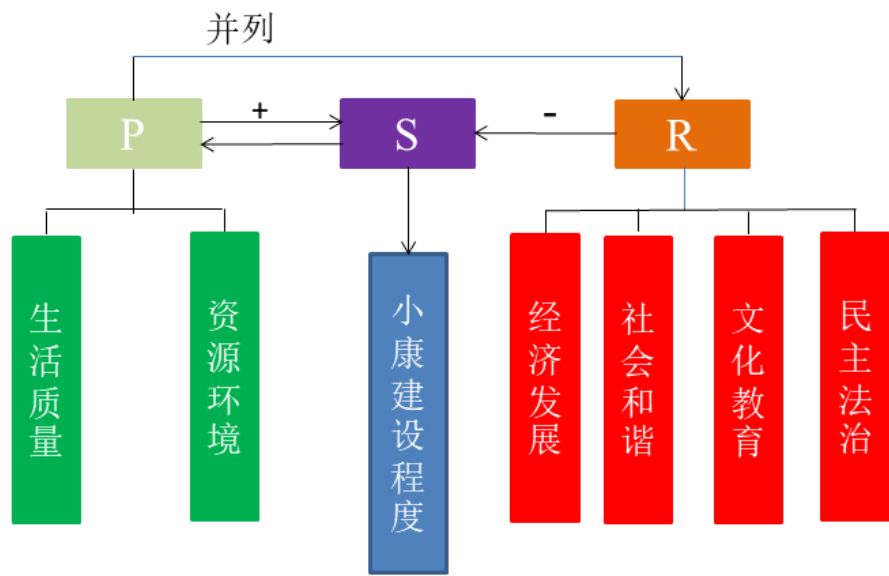 并列
P
+
S
-
R
生活质量
资源环境
小康建设程度
经济发展
社会和谐
文化教育
民主法治